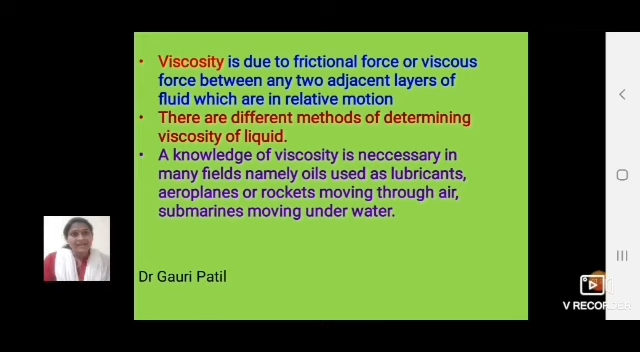 • Viscosity is due to frictional force or viscous
force between any two adjacent layers of
fluid which are in relative motion
• There are different methods of determining
viscosity of liquid.
• A knowledge of viscosity is neccessary in
many fields namely oils used as lubricants,
aeroplanes or rockets moving through air,
submarines moving under water.
Dr Gauri Patil
V RECORDER